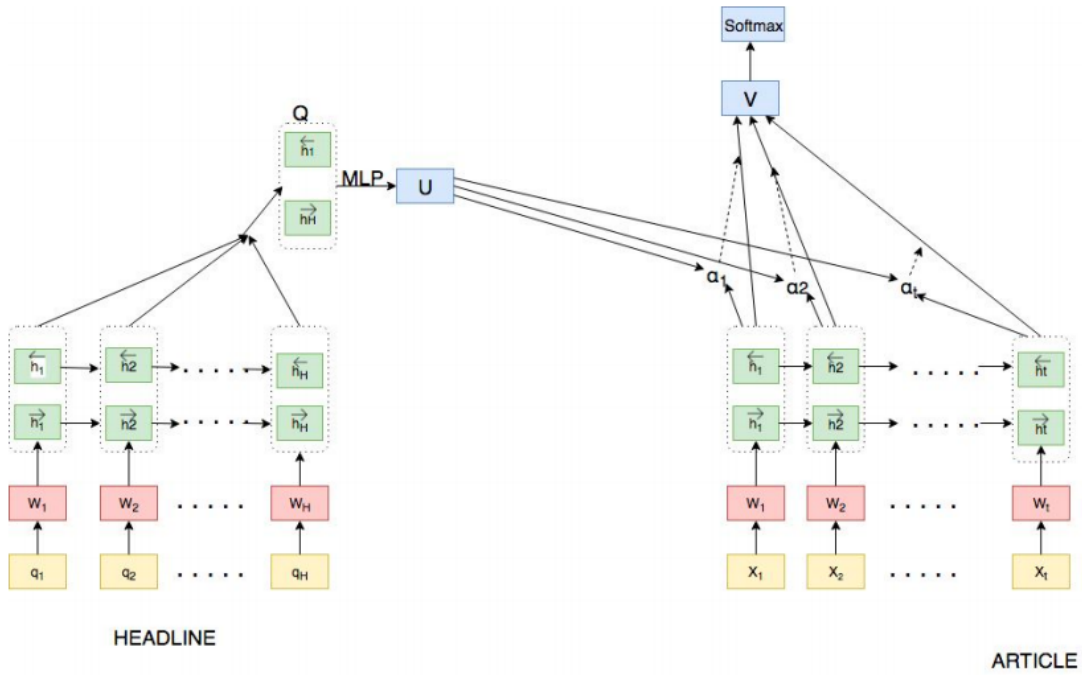 Softmax
V
Q
h1
MLP
U
hH
α1
α2
αt
h1 h2 . . . . . hH
h1 h2 . . . . . ht
h1 h2 . . . . . hH
h1 h2 . . . . . ht
W1 W2 . . . . . WH
W1 W2 . . . . . Wt
q1 q2 . . . . . qH
X1 X2 . . . . . Xt
HEADLINE
ARTICLE